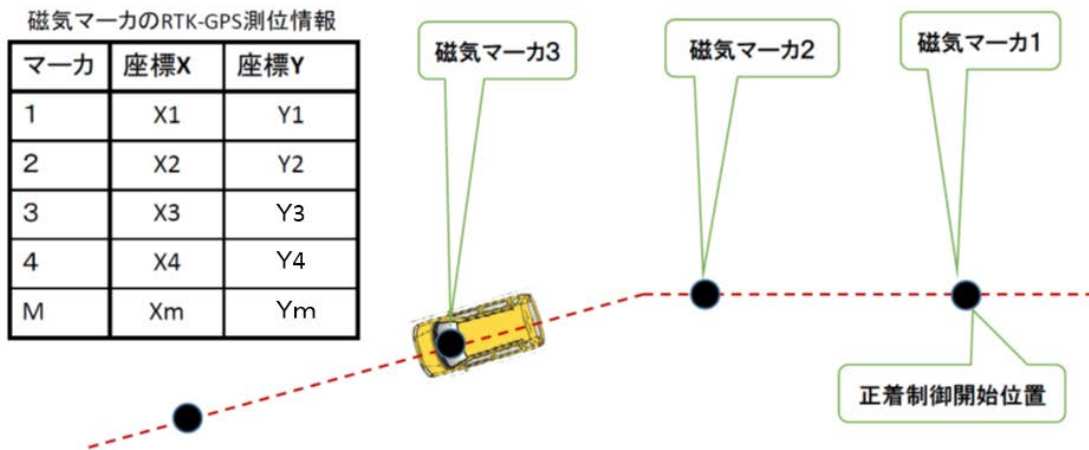 磁気マーカのRTK-GPS測位情報
マーカ 座標X 座標Y
1 X1 Y1
2 X2 Y2
3 X3 Y3
4 X4 Y4
M Xm Ym
磁気マーカ3
磁気マーカ2
磁気マーカ1
正着制御開始位置